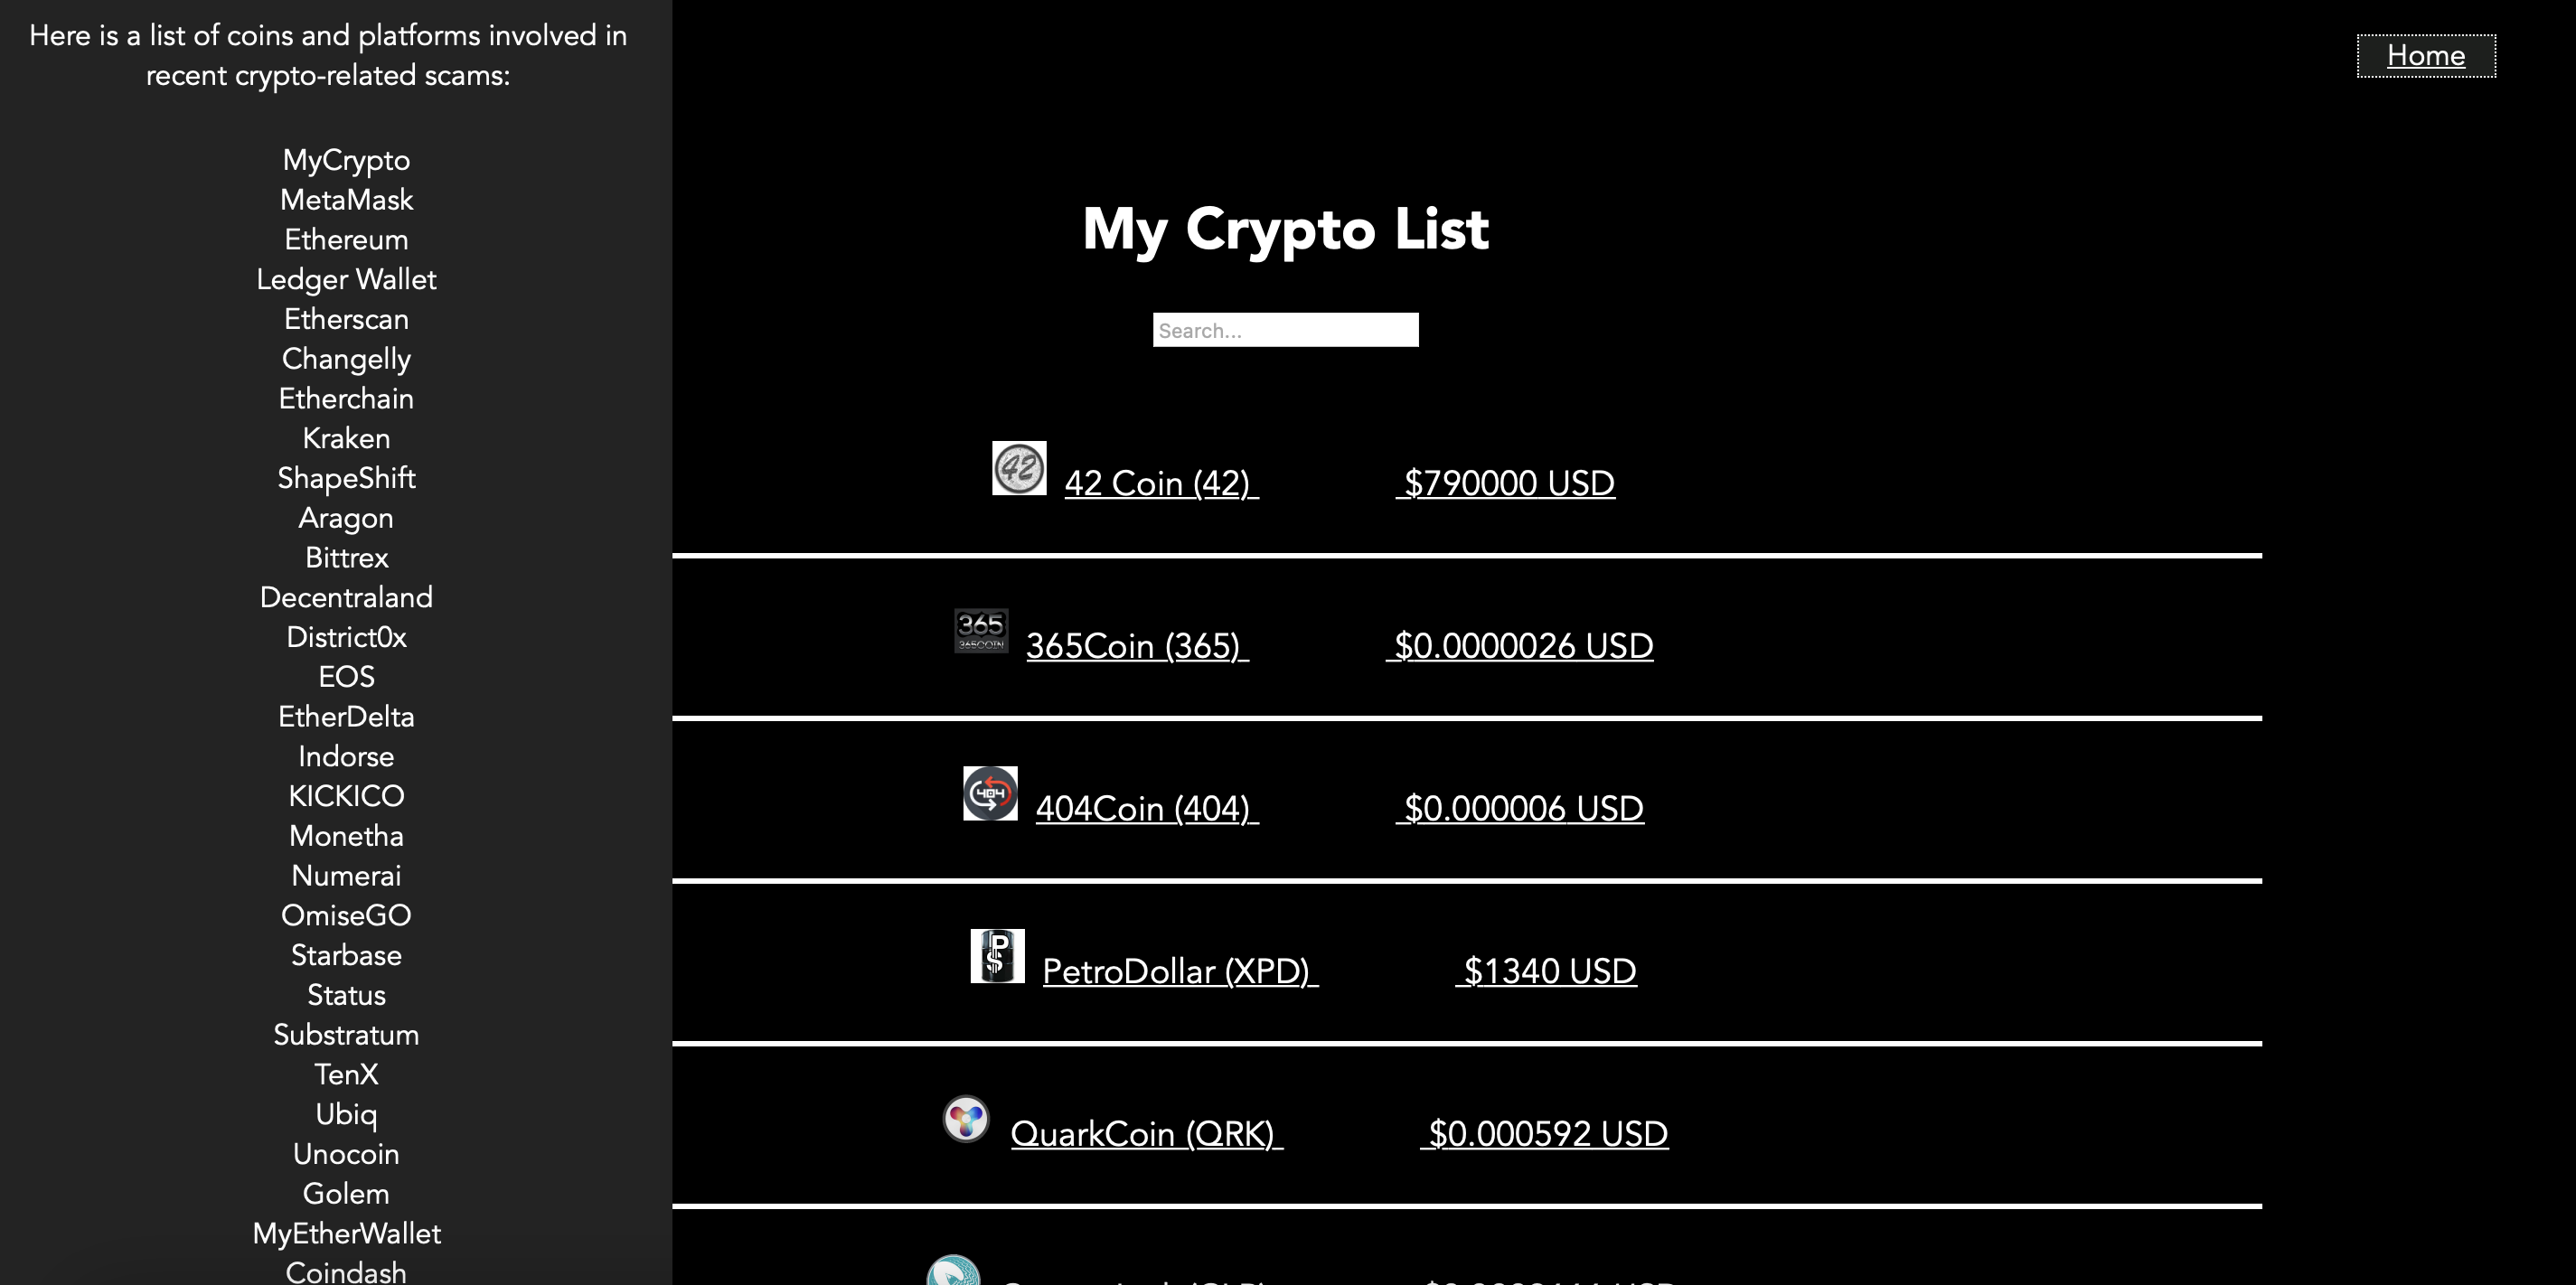 Here is a list of coins and platforms involved in
recent crypto-related scams:
MyCrypto
MetaMask
Ethereum
Ledger Wallet
Etherscan
Changelly
Etherchain
Kraken
ShapeShift
Aragon
Bittrex
Decentraland
District0x
EOS
EtherDelta
Indorse
KICKICO
Monetha
Numerai
OmiseGO
Starbase
Status
Substratum
TenX
Ubiq
Unocoin
Golem
MyEtherWallet
Coindash
Home
My Crypto List
Search...
42
42 Coin (42) $790000 USD
365
365COIN
365Coin (365) $0.0000026 USD
404
404Coin (404) $0.000006 USD
P
$
PetroDollar (XPD) $1340 USD
QuarkCoin (QRK) $0.000592 USD